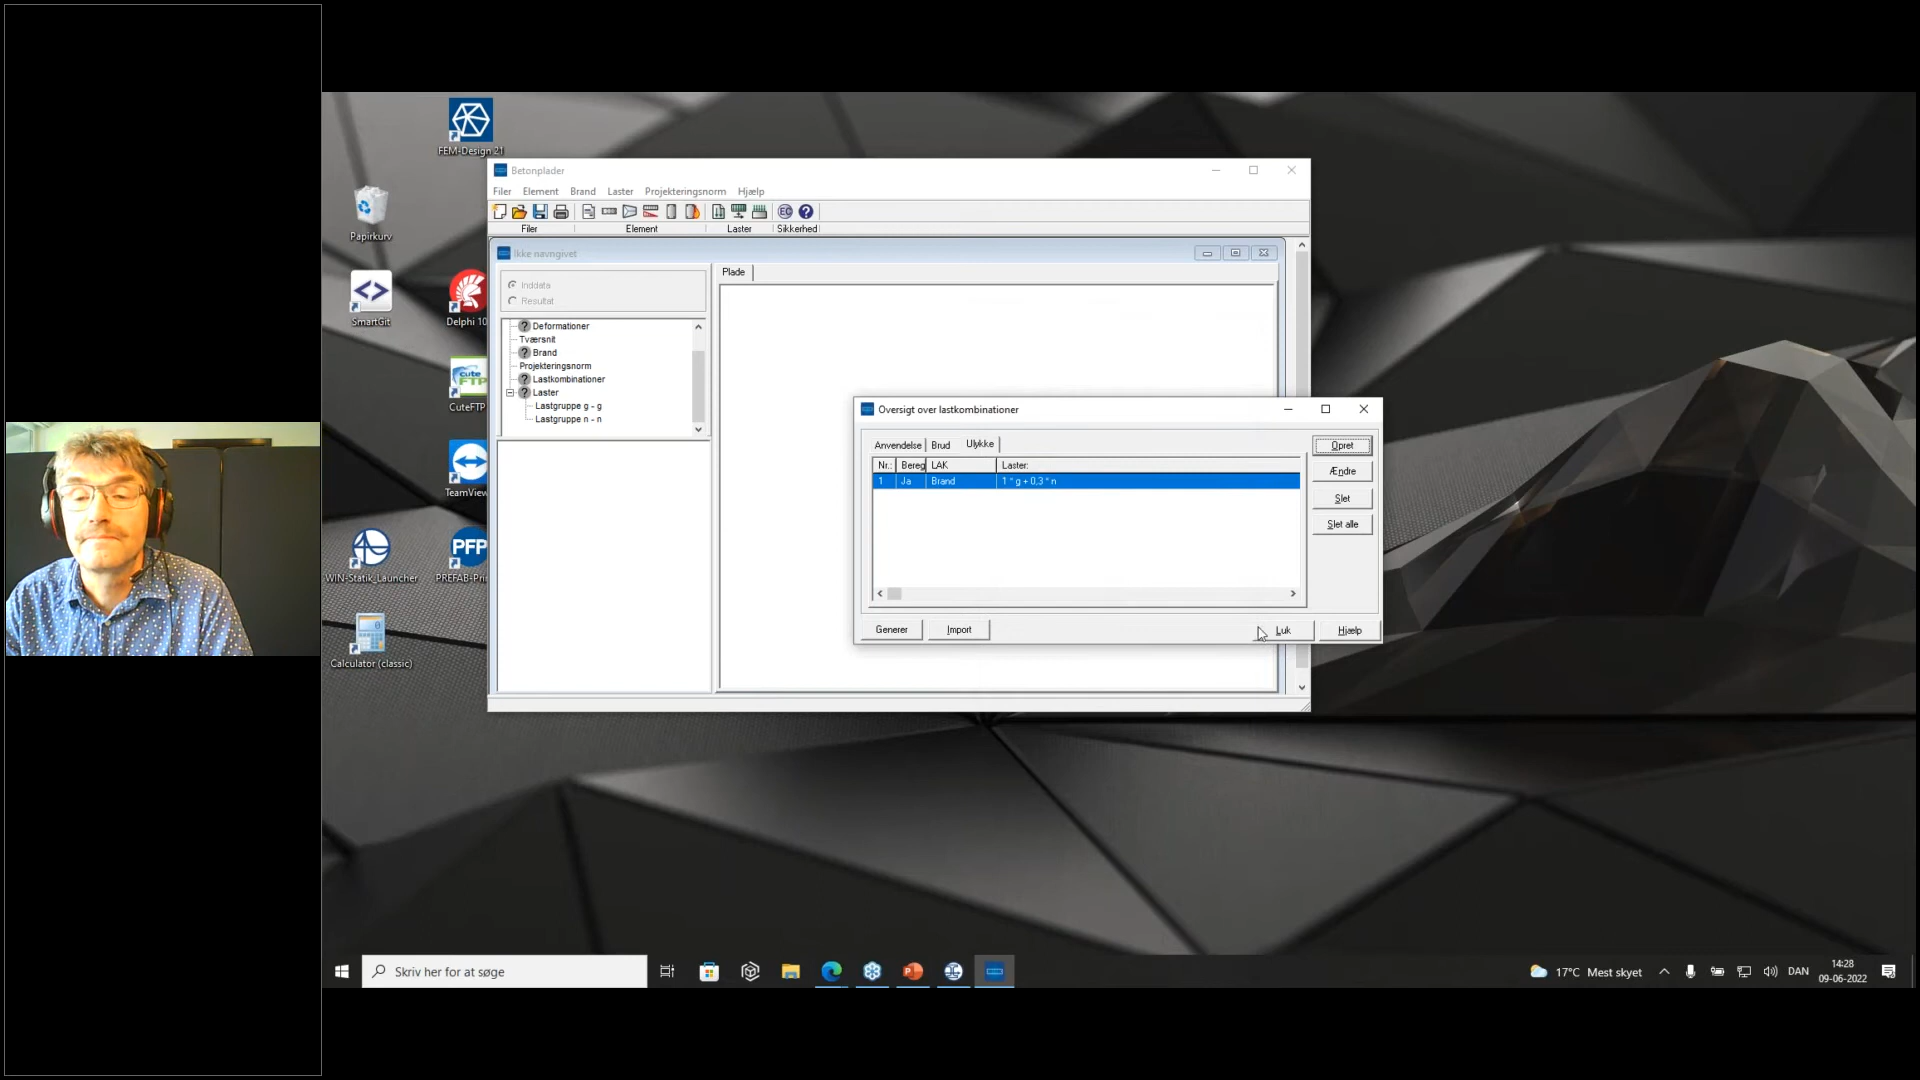 FEM-Design 21
Papirkurv
SmartGit
Delphi 10
cute
FTP
CuteFTP
TeamView
WIN-Statik_Launcher
PFP
PREFAB-Pri
Calculator (classic)
Betonplader
Filer Element Brand Laster Projekteringsnorm Hjælp
Filer Element Laster Sikkerhed
Ikke navngivet
Inddata
Resultat
Deformationer
Tværsnit
Brand
Projekteringsnorm
Lastkombinationer
Laster
Lastgruppe g - g
Lastgruppe n - n
Plade
Oversigt over lastkombinationer
Anvendelse Brud Ulykke
Nr.: Bereg LAK Laster:
1 Ja Brand 1 * g + 0,3 * n
Opret
Ændre
Slet
Slet alle
Generer Import Luk Hjælp
Skriv her for at søge
17°C Mest skyet
DAN
14:28
09-06-2022